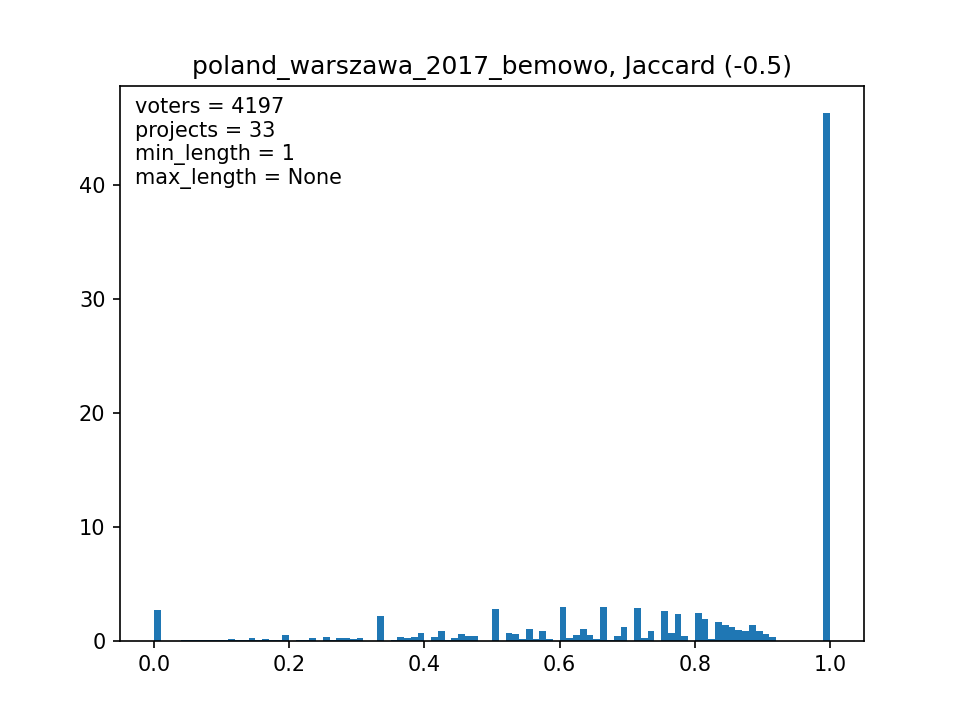 poland_warszawa_2017_bemowo, Jaccard (-0.5)
voters = 4197
projects = 33
min_length = 1
max_length = None
40
30
20
10
0
0.0 0.2 0.4 0.6 0.8 1.0